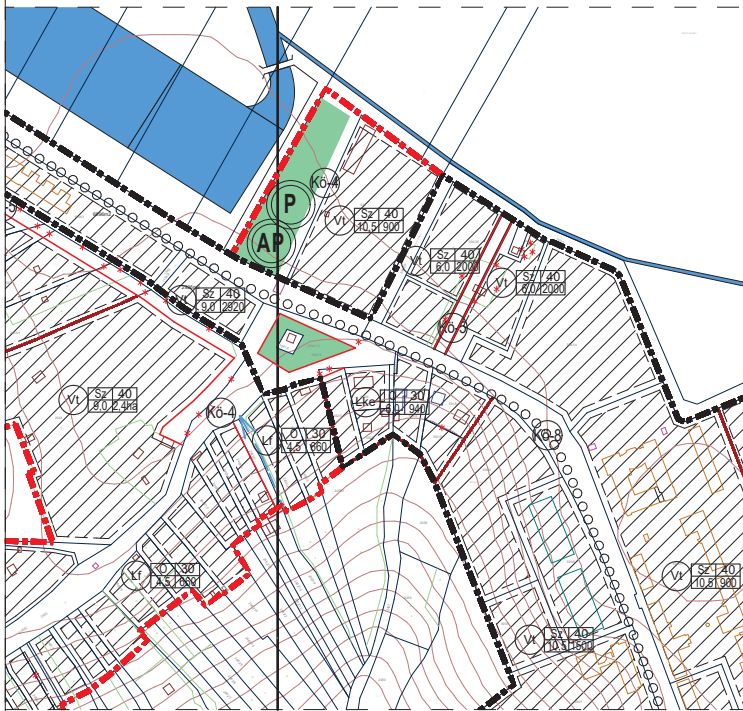 Kö-4
P
Vt Sz 40
10,5 900
AP
Vt Sz 40
6,0 2000
Vt Sz 40
6,0 2000
Vt Sz 40
9,0 2920
Kö-5
Vt Sz 40
9,0 2,4ha
Lke O 30
6,0 940
Kö-4
Lf O 30
4,5 660
Kö-8
Lf O 30
4,5 660
Vt Sz 40
10,5 900
Vt Sz 40
10,5 1500